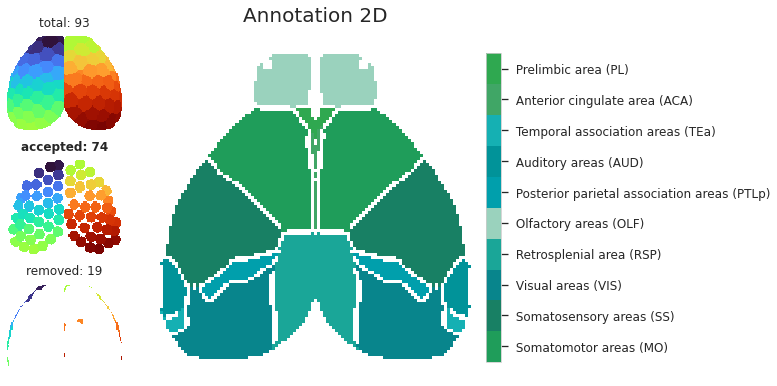 Annotation 2D
total: 93
accepted: 74
removed: 19
Prelimbic area (PL)
Anterior cingulate area (ACA)
Temporal association areas (TEa)
Auditory areas (AUD)
Posterior parietal association areas (PTLp)
Olfactory areas (OLF)
Retrosplenial area (RSP)
Visual areas (VIS)
Somatosensory areas (SS)
Somatomotor areas (MO)